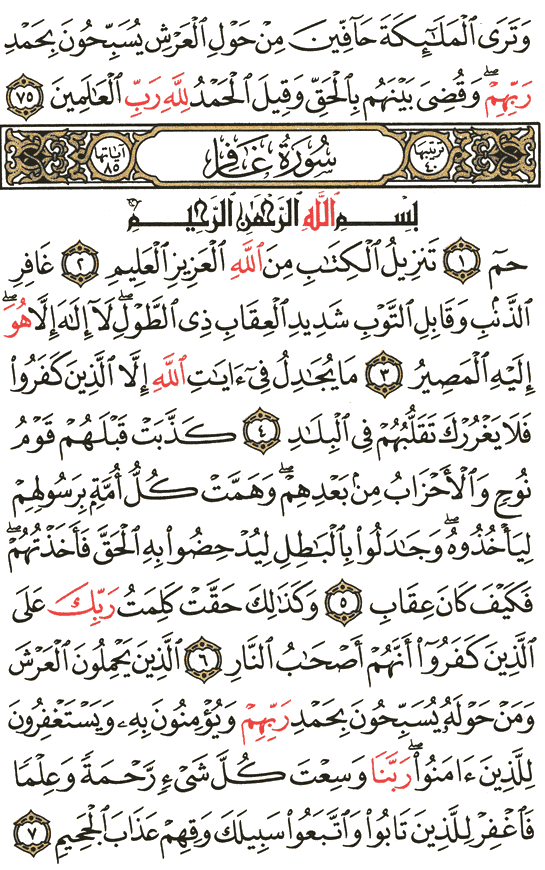 وَتَرَى ٱلْمَلَٰٓئِكَةَ حَآفِّينَ مِنْ حَوْلِ ٱلْعَرْشِ يُسَبِّحُونَ بِحَمْدِ
رَبِّهِمْۖ وَقُضِىَ بَيْنَهُم بِٱلْحَقِّ وَقِيلَ ٱلْحَمْدُ لِلَّهِ رَبِّ ٱلْعَٰلَمِينَ ٧٥
ترتيبها ٤٠ سُورَةُ غَافِرٍ آياتها ٨٥
بِسْمِ ٱللَّهِ ٱلرَّحْمَٰنِ ٱلرَّحِيمِ
حمٓ ١ تَنزِيلُ ٱلْكِتَٰبِ مِنَ ٱللَّهِ ٱلْعَزِيزِ ٱلْعَلِيمِ ٢ غَافِرِ
ٱلذَّنۢبِ وَقَابِلِ ٱلتَّوْبِ شَدِيدِ ٱلْعِقَابِ ذِى ٱلطَّوْلِۖ لَآ إِلَٰهَ إِلَّا هُوَۖ
إِلَيْهِ ٱلْمَصِيرُ ٣ مَا يُجَٰدِلُ فِىٓ ءَايَٰتِ ٱللَّهِ إِلَّا ٱلَّذِينَ كَفَرُوا۟
فَلَا يَغْرُرْكَ تَقَلُّبُهُمْ فِى ٱلْبِلَٰدِ ٤ كَذَّبَتْ قَبْلَهُمْ قَوْمُ
نُوحٍ وَٱلْأَحْزَابُ مِنۢ بَعْدِهِمْۖ وَهَمَّتْ كُلُّ أُمَّةٍۭ بِرَسُولِهِمْ
لِيَأْخُذُوهُۖ وَجَٰدَلُوا۟ بِٱلْبَٰطِلِ لِيُدْحِضُوا۟ بِهِ ٱلْحَقَّ فَأَخَذْتُهُمْۖ
فَكَيْفَ كَانَ عِقَابِ ٥ وَكَذَٰلِكَ حَقَّتْ كَلِمَتُ رَبِّكَ عَلَى
ٱلَّذِينَ كَفَرُوٓا۟ أَنَّهُمْ أَصْحَٰبُ ٱلنَّارِ ٦ ٱلَّذِينَ يَحْمِلُونَ ٱلْعَرْشَ
وَمَنْ حَوْلَهُۥ يُسَبِّحُونَ بِحَمْدِ رَبِّهِمْ وَيُؤْمِنُونَ بِهِۦ وَيَسْتَغْفِرُونَ
لِلَّذِينَ ءَامَنُوا۟ۖ رَبَّنَا وَسِعْتَ كُلَّ شَىْءٍ رَّحْمَةً وَعِلْمًا
فَٱغْفِرْ لِلَّذِينَ تَابُوا۟ وَٱتَّبَعُوا۟ سَبِيلَكَ وَقِهِمْ عَذَابَ ٱلْجَحِيمِ ٧